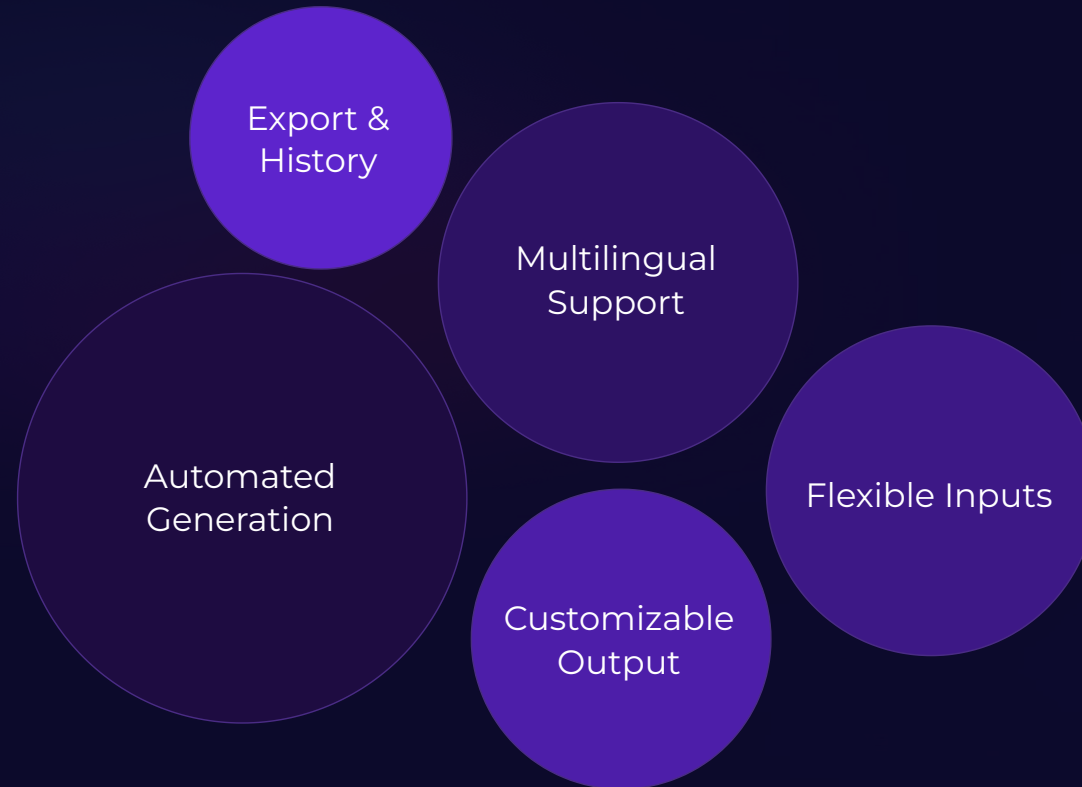 Export &
History
Multilingual
Support
Automated
Generation
Flexible Inputs
Customizable
Output